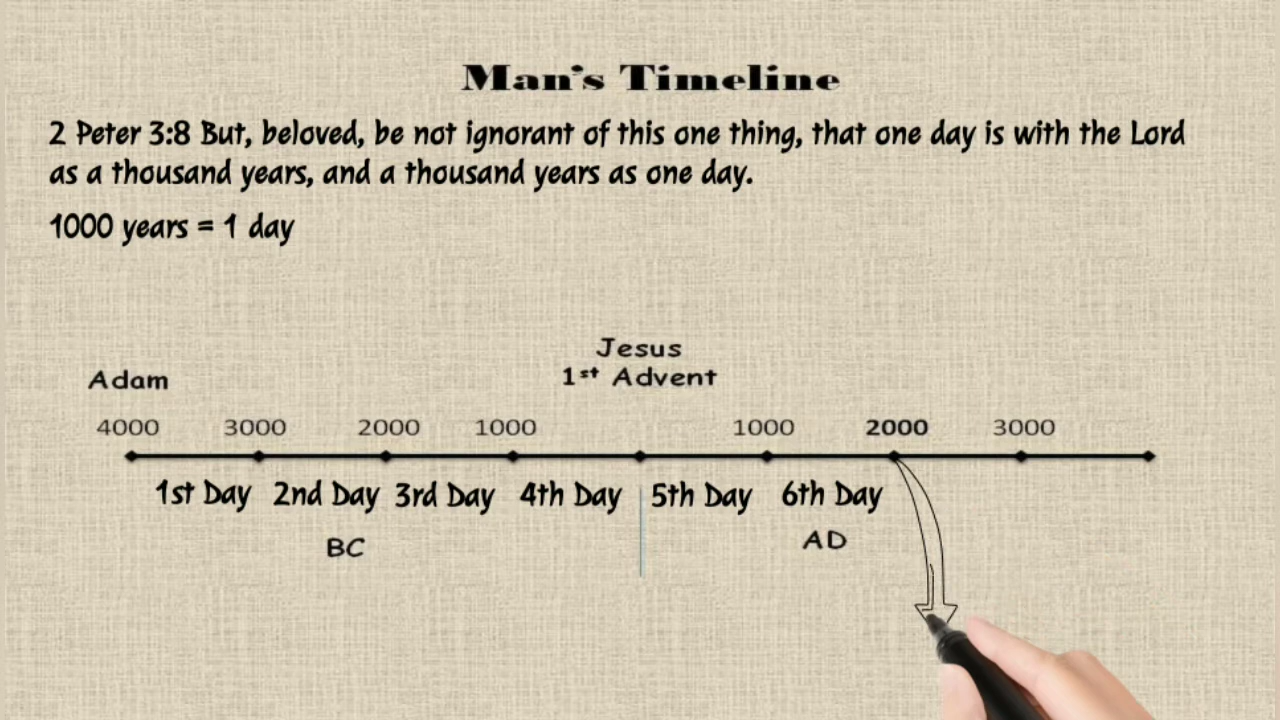 Man's Timeline
2 Peter 3:8 But, beloved, be not ignorant of this one thing, that one day is with the Lord
as a thousand years, and a thousand years as one day.
1000 years = 1 day
Jesus
1st Advent
Adam
4000 3000 2000 1000 1000 2000 3000
1st Day 2nd Day 3rd Day 4th Day 5th Day 6th Day
BC AD